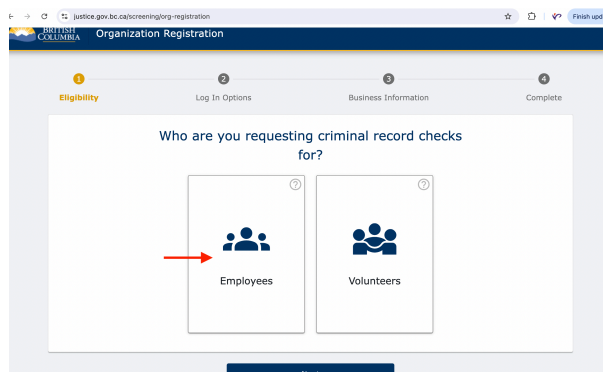 justice.gov.bc.ca/screening/org-registration
Finish upd
BRITISH
COLUMBIA
Organization Registration
1
2
3
4
Eligibility
Log In Options
Business Information
Complete
Who are you requesting criminal record checks
for?
?
?
Employees
Volunteers